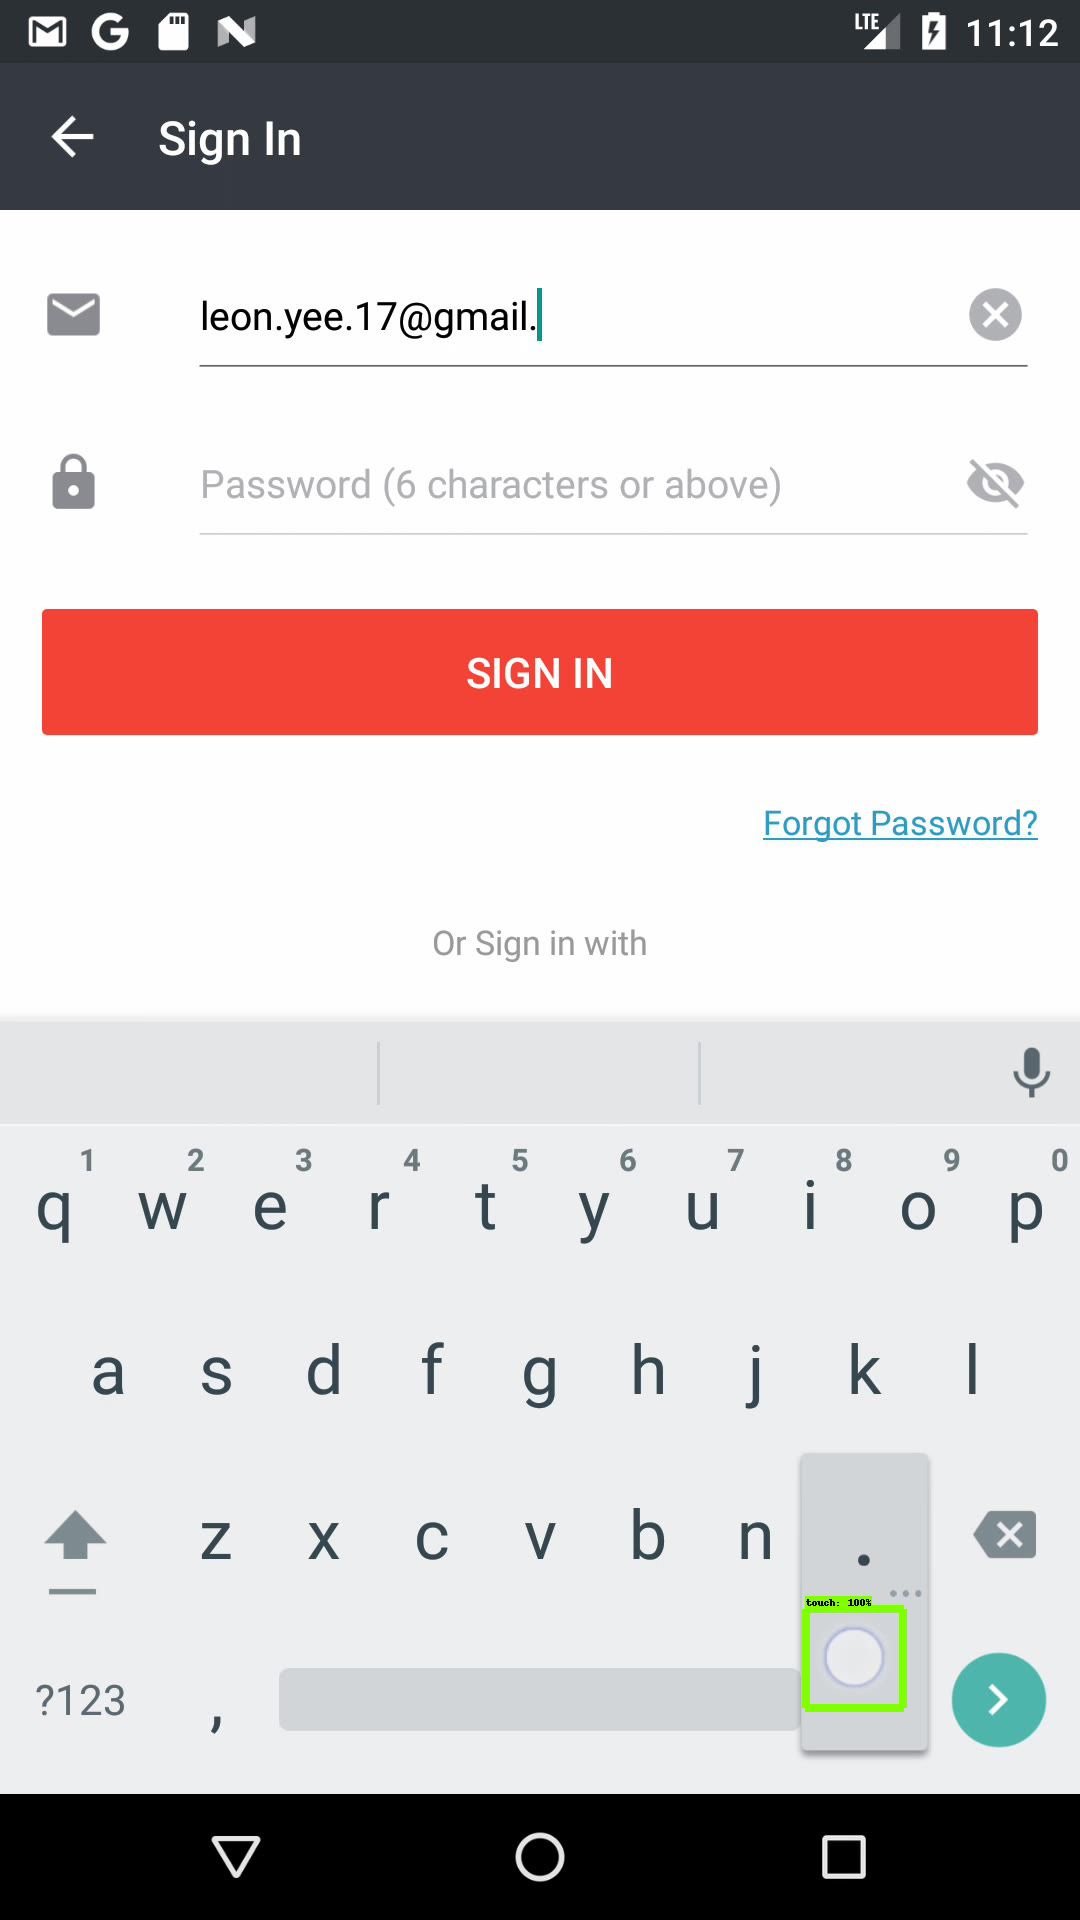 LTE 11:12
Sign In
leon.yee.17@gmail.
Password (6 characters or above)
SIGN IN
Forgot Password?
Or Sign in with
1 2 3 4 5 6 7 8 9 0
q w e r t y u i o p
a s d f g h j k l
z x c v b n .
touch: 100%
?123 ,